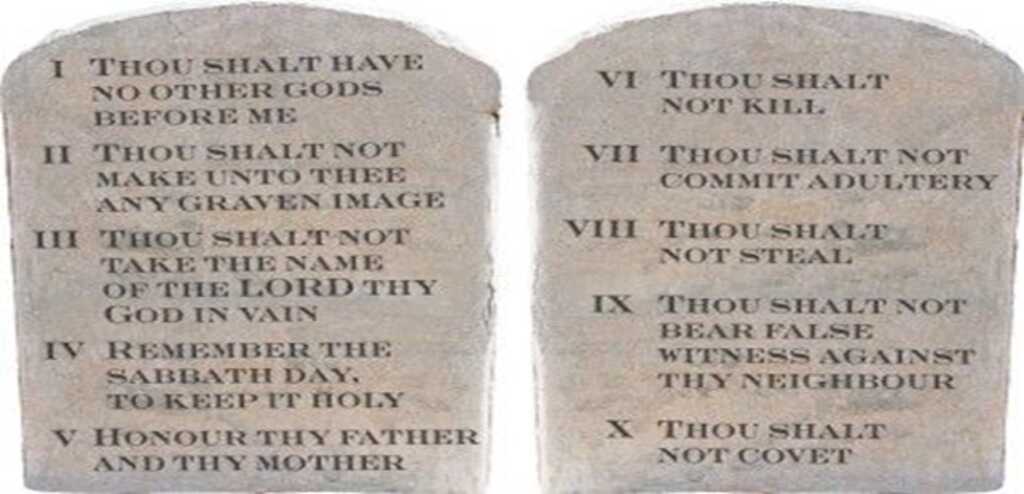 I THOU SHALT HAVE
NO OTHER GODS
BEFORE ME
II THOU SHALT NOT
MAKE UNTO THEE
ANY GRAVEN IMAGE
III THOU SHALT NOT
TAKE THE NAME
OF THE LORD THY
GOD IN VAIN
IV REMEMBER THE
SABBATH DAY,
TO KEEP IT HOLY
V HONOUR THY FATHER
AND THY MOTHER
VI THOU SHALT
NOT KILL
VII THOU SHALT NOT
COMMIT ADULTERY
VIII THOU SHALT
NOT STEAL
IX THOU SHALT NOT
BEAR FALSE
WITNESS AGAINST
THY NEIGHBOUR
X THOU SHALT
NOT COVET